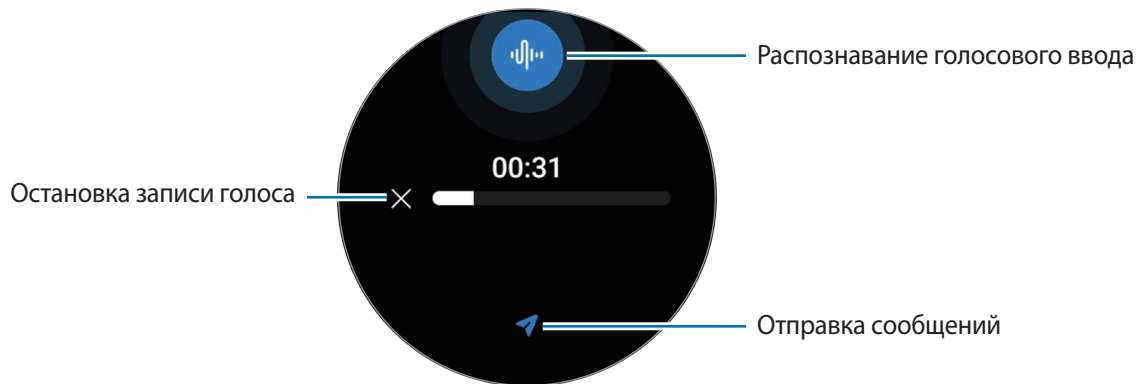 Распознавание голосового ввода
00:31
Остановка записи голоса
Отправка сообщений